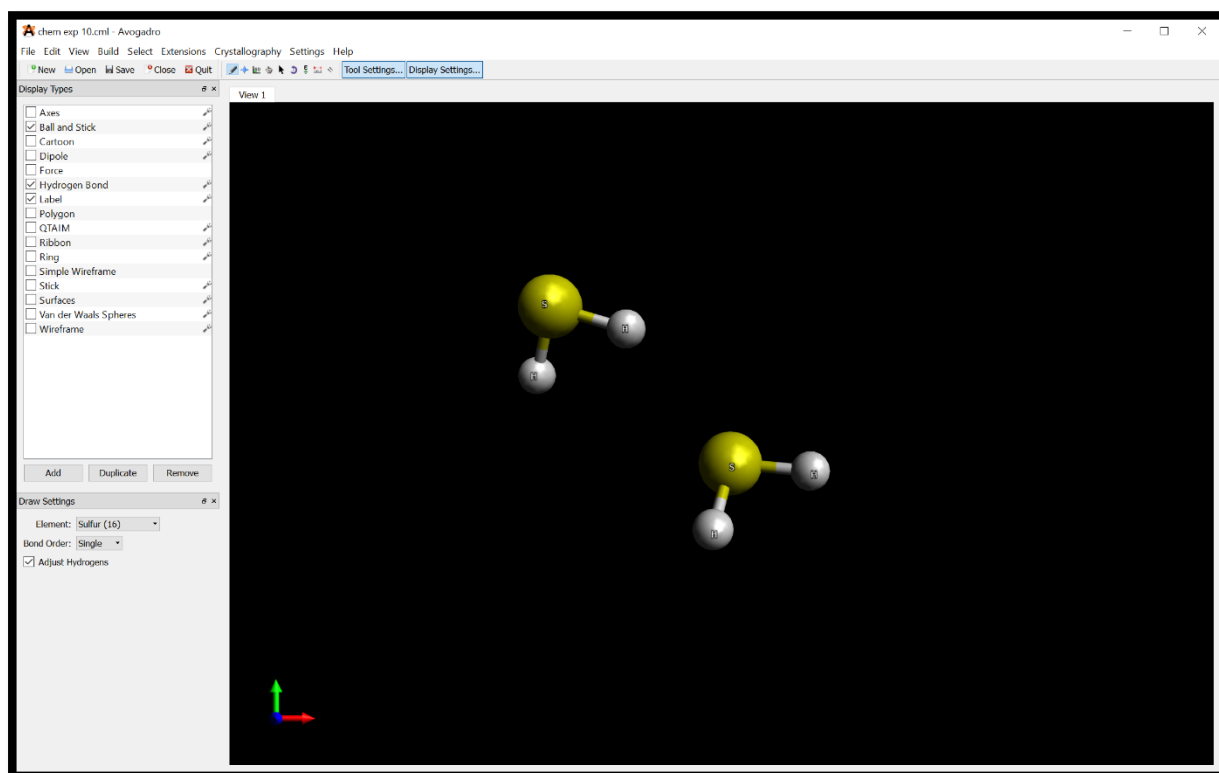 chem exp 10.cml - Avogadro
File Edit View Build Select Extensions Crystallography Settings Help
New Open Save Close Quit Tool Settings... Display Settings...
Display Types
View 1
Axes
Ball and Stick
Cartoon
Dipole
Force
Hydrogen Bond
Label
Polygon
QTAIM
Ribbon
Ring
Simple Wireframe
Stick
Surfaces
Van der Waals Spheres
Wireframe
S
H
H
S
H
H
Add Duplicate Remove
Draw Settings
Element: Sulfur (16)
Bond Order: Single
Adjust Hydrogens